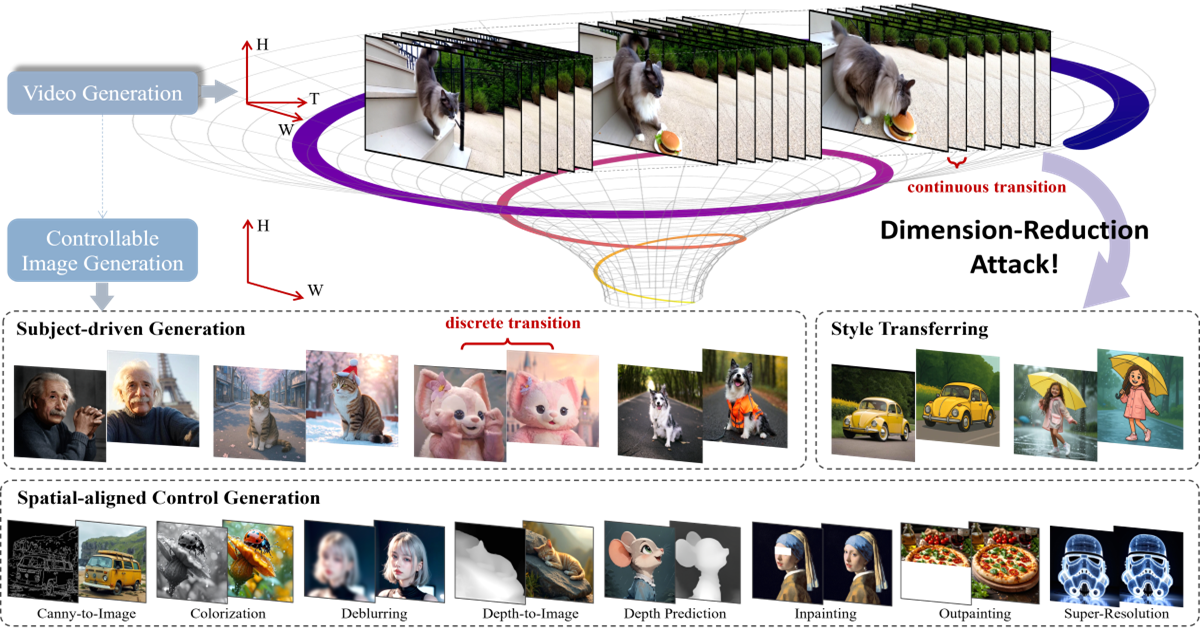 Video Generation
H
T
W
continuous transition
Dimension-Reduction
Attack!
Controllable
Image Generation
H
W
Subject-driven Generation
discrete transition
Style Transferring
Spatial-aligned Control Generation
Canny-to-Image
Colorization
Deblurring
Depth-to-Image
Depth Prediction
Inpainting
Outpainting
Super-Resolution